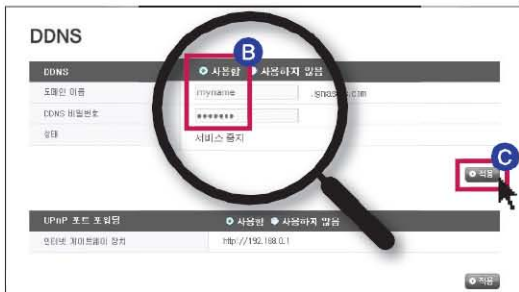 DDNS
B
DDNS 사용함 사용하지 않음
도메인 이름 myname
DDNS 비밀번호 *******
상태 서비스 중지
C
적용
UPnP 포트 포워딩 사용함 사용하지 않음
인터넷 게이트웨이 장치 http://192.168.0.1
적용